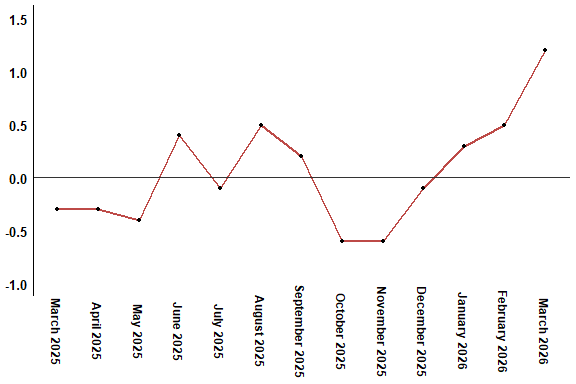 1.5
1.0
0.5
0.0
-0.5
-1.0
March 2025
April 2025
May 2025
June 2025
July 2025
August 2025
September 2025
October 2025
November 2025
December 2025
January 2026
February 2026
March 2026